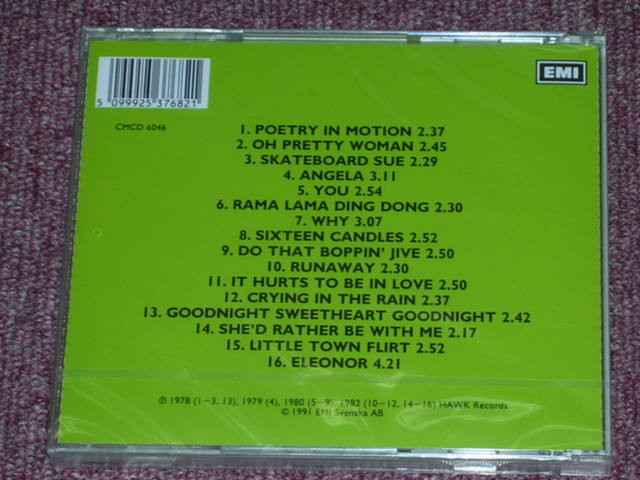 EMI
5 099925 376821
CMCD 6046
1. POETRY IN MOTION 2.37
2. OH PRETTY WOMAN 2.45
3. SKATEBOARD SUE 2.29
4. ANGELA 3.11
5. YOU 2.54
6. RAMA LAMA DING DONG 2.30
7. WHY 3.07
8. SIXTEEN CANDLES 2.52
9. DO THAT BOPPIN' JIVE 2.50
10. RUNAWAY 2.30
11. IT HURTS TO BE IN LOVE 2.50
12. CRYING IN THE RAIN 2.37
13. GOODNIGHT SWEETHEART GOODNIGHT 2.42
14. SHE'D RATHER BE WITH ME 2.17
15. LITTLE TOWN FLIRT 2.52
16. ELEONOR 4.21
℗ 1978 (1–3, 13), 1979 (4), 1980 (5–9), 1982 (10–12, 14–16) HAWK Records
© 1991 EMI Svenska AB